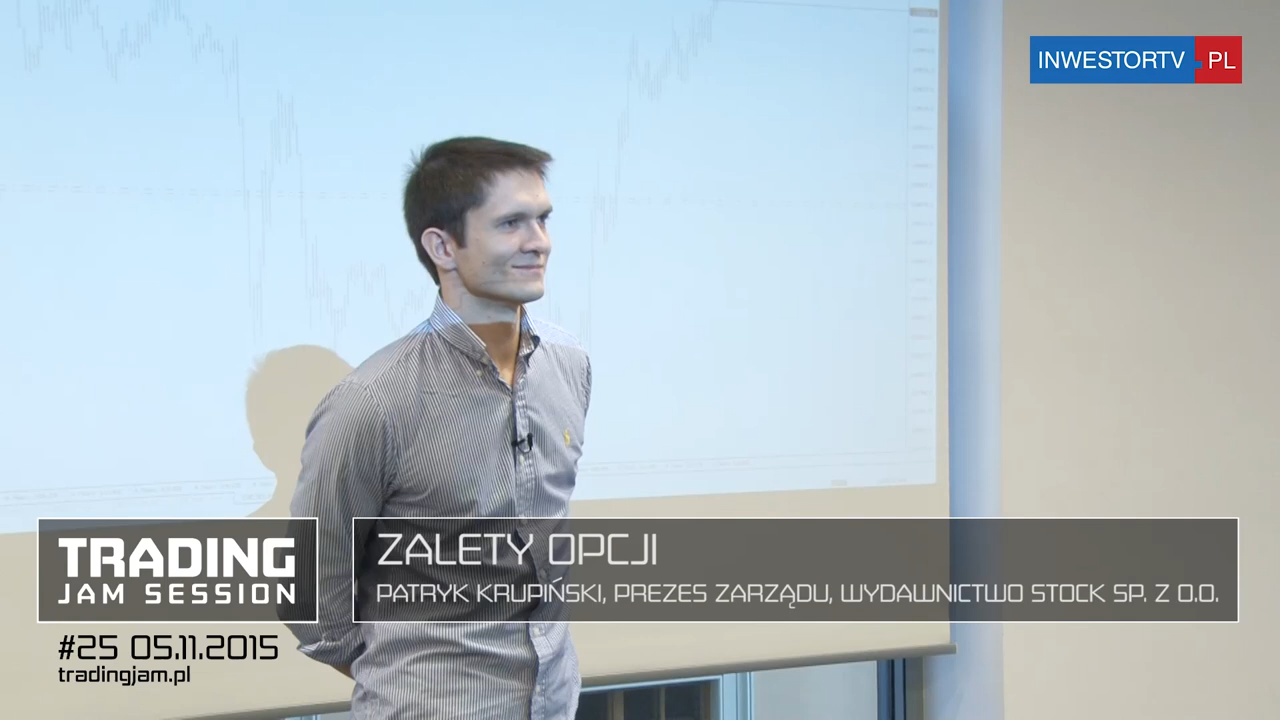 INWESTORTV.PL
TRADING
JAM SESSION
ZALETY OPCJI
PATRYK KRUPIŃSKI, PREZES ZARZĄDU, WYDAWNICTWO STOCK SP. Z O.O.
#25 05.11.2015
tradingjam.pl